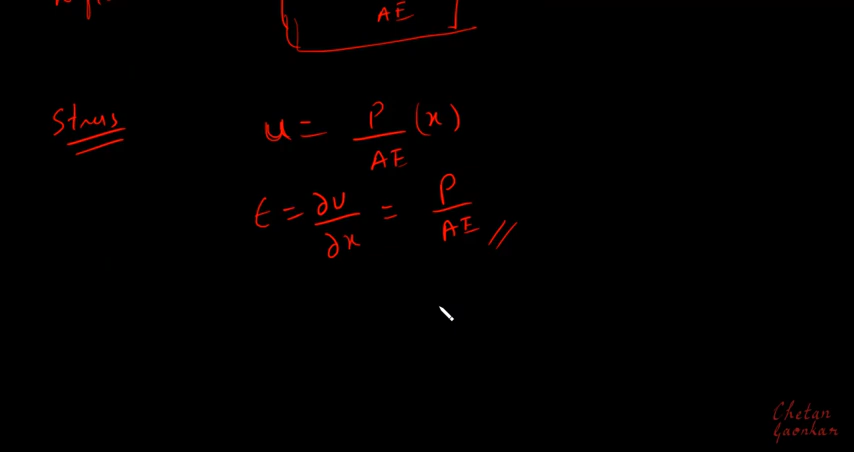 AE
Stress
u = P/AE (x)
ε = ∂u/∂x = P/AE //
Chetan
Gaonkar